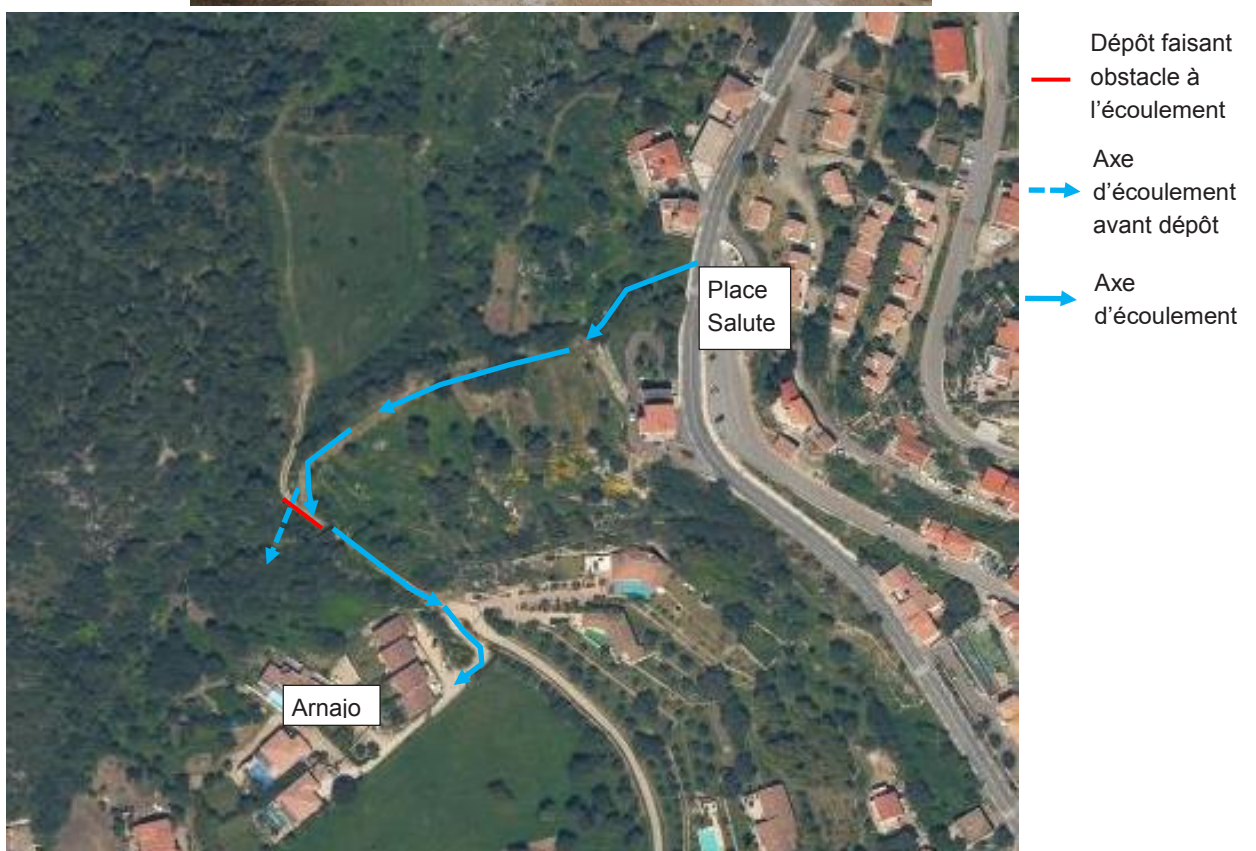 Dépôt faisant
obstacle à
l'écoulement
Axe
d'écoulement
avant dépôt
Axe
d'écoulement
Place
Salute
Arnajo